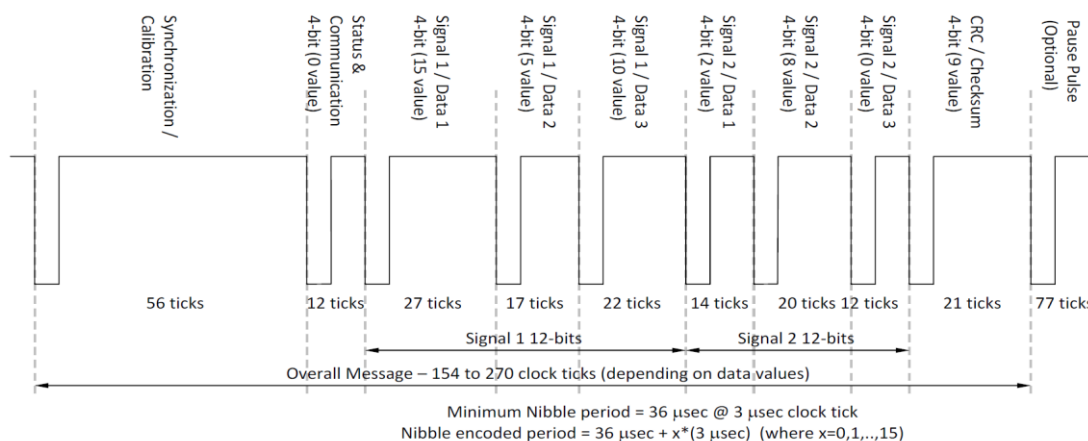 Synchronization /
Calibration
Status &
Communication
4-bit (0 value)
Signal 1 / Data 1
4-bit (15 value)
Signal 1 / Data 2
4-bit (5 value)
Signal 1 / Data 3
4-bit (10 value)
Signal 2 / Data 1
4-bit (2 value)
Signal 2 / Data 2
4-bit (8 value)
Signal 2 / Data 3
4-bit (0 value)
CRC / Checksum
4-bit (9 value)
Pause Pulse
(Optional)
56 ticks
12 ticks
27 ticks
17 ticks
22 ticks
14 ticks
20 ticks
12 ticks
21 ticks
77 ticks
Signal 1 12-bits
Signal 2 12-bits
Overall Message – 154 to 270 clock ticks (depending on data values)
Minimum Nibble period = 36 μsec @ 3 μsec clock tick
Nibble encoded period = 36 μsec + x*(3 μsec) (where x=0,1,..,15)